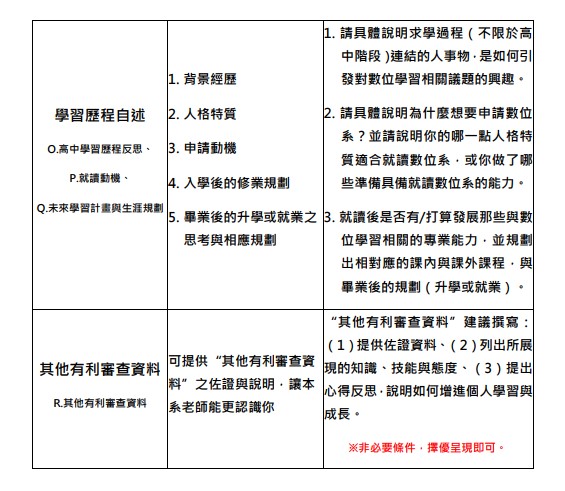 學習歷程自述
O.高中學習歷程反思、
P.就讀動機、
Q.未來學習計畫與生涯規劃
1. 背景經歷
2. 人格特質
3. 申請動機
4. 入學後的修業規劃
5. 畢業後的升學或就業之
思考與相應規劃
1. 請具體說明求學過程（不限於高
中階段）連結的人事物，是如何引
發對數位學習相關議題的興趣。
2. 請具體說明為什麼想要申請數位
系？並請說明你的哪一點人格特
質適合就讀數位系，或你做了哪
些準備具備就讀數位系的能力。
3. 就讀後是否有/打算發展那些與數
位學習相關的專業能力，並規劃
出相對應的課內與課外課程，與
畢業後的規劃（升學或就業）。
其他有利審查資料
R.其他有利審查資料
可提供“其他有利審查資
料”之佐證與說明，讓本
系老師能更認識你
“其他有利審查資料”建議撰寫：
（1）提供佐證資料、（2）列出所展
現的知識、技能與態度、（3）提出
心得反思，說明如何增進個人學習與
成長。
※非必要條件，擇優呈現即可。